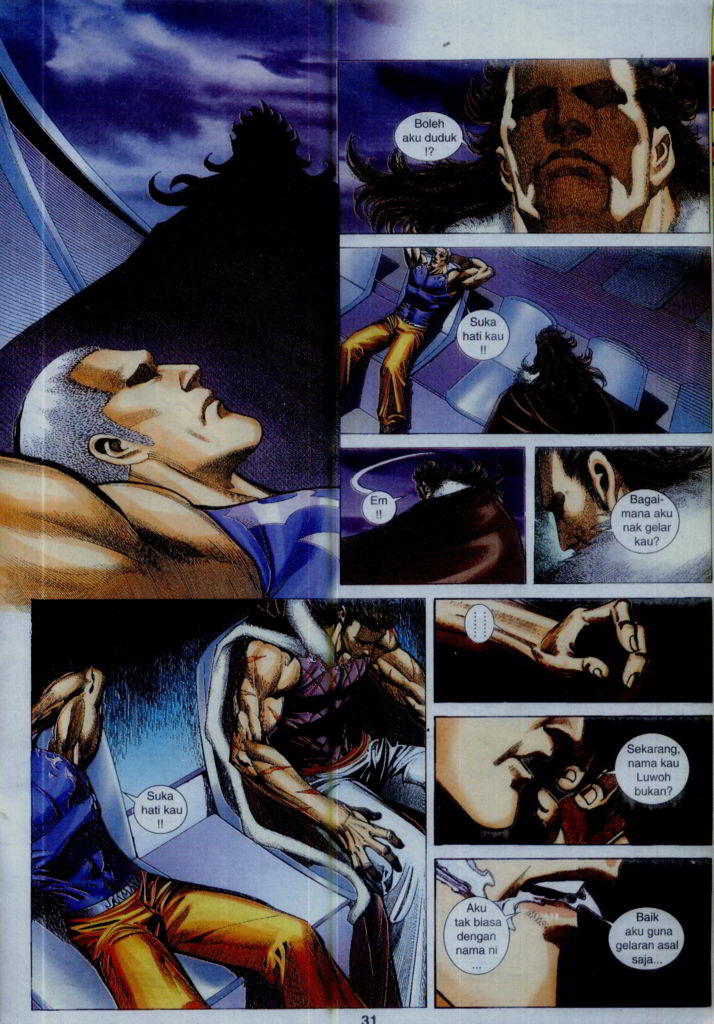 Boleh
aku duduk
!?
Suka
hati kau
!!
Em
!!
Bagai-
mana aku
nak gelar
kau?
Suka
hati kau
!!
Sekarang,
nama kau
Luwoh
bukan?
Aku
tak biasa
dengan
nama ni
...
Baik
aku guna
gelaran asal
saja...
31